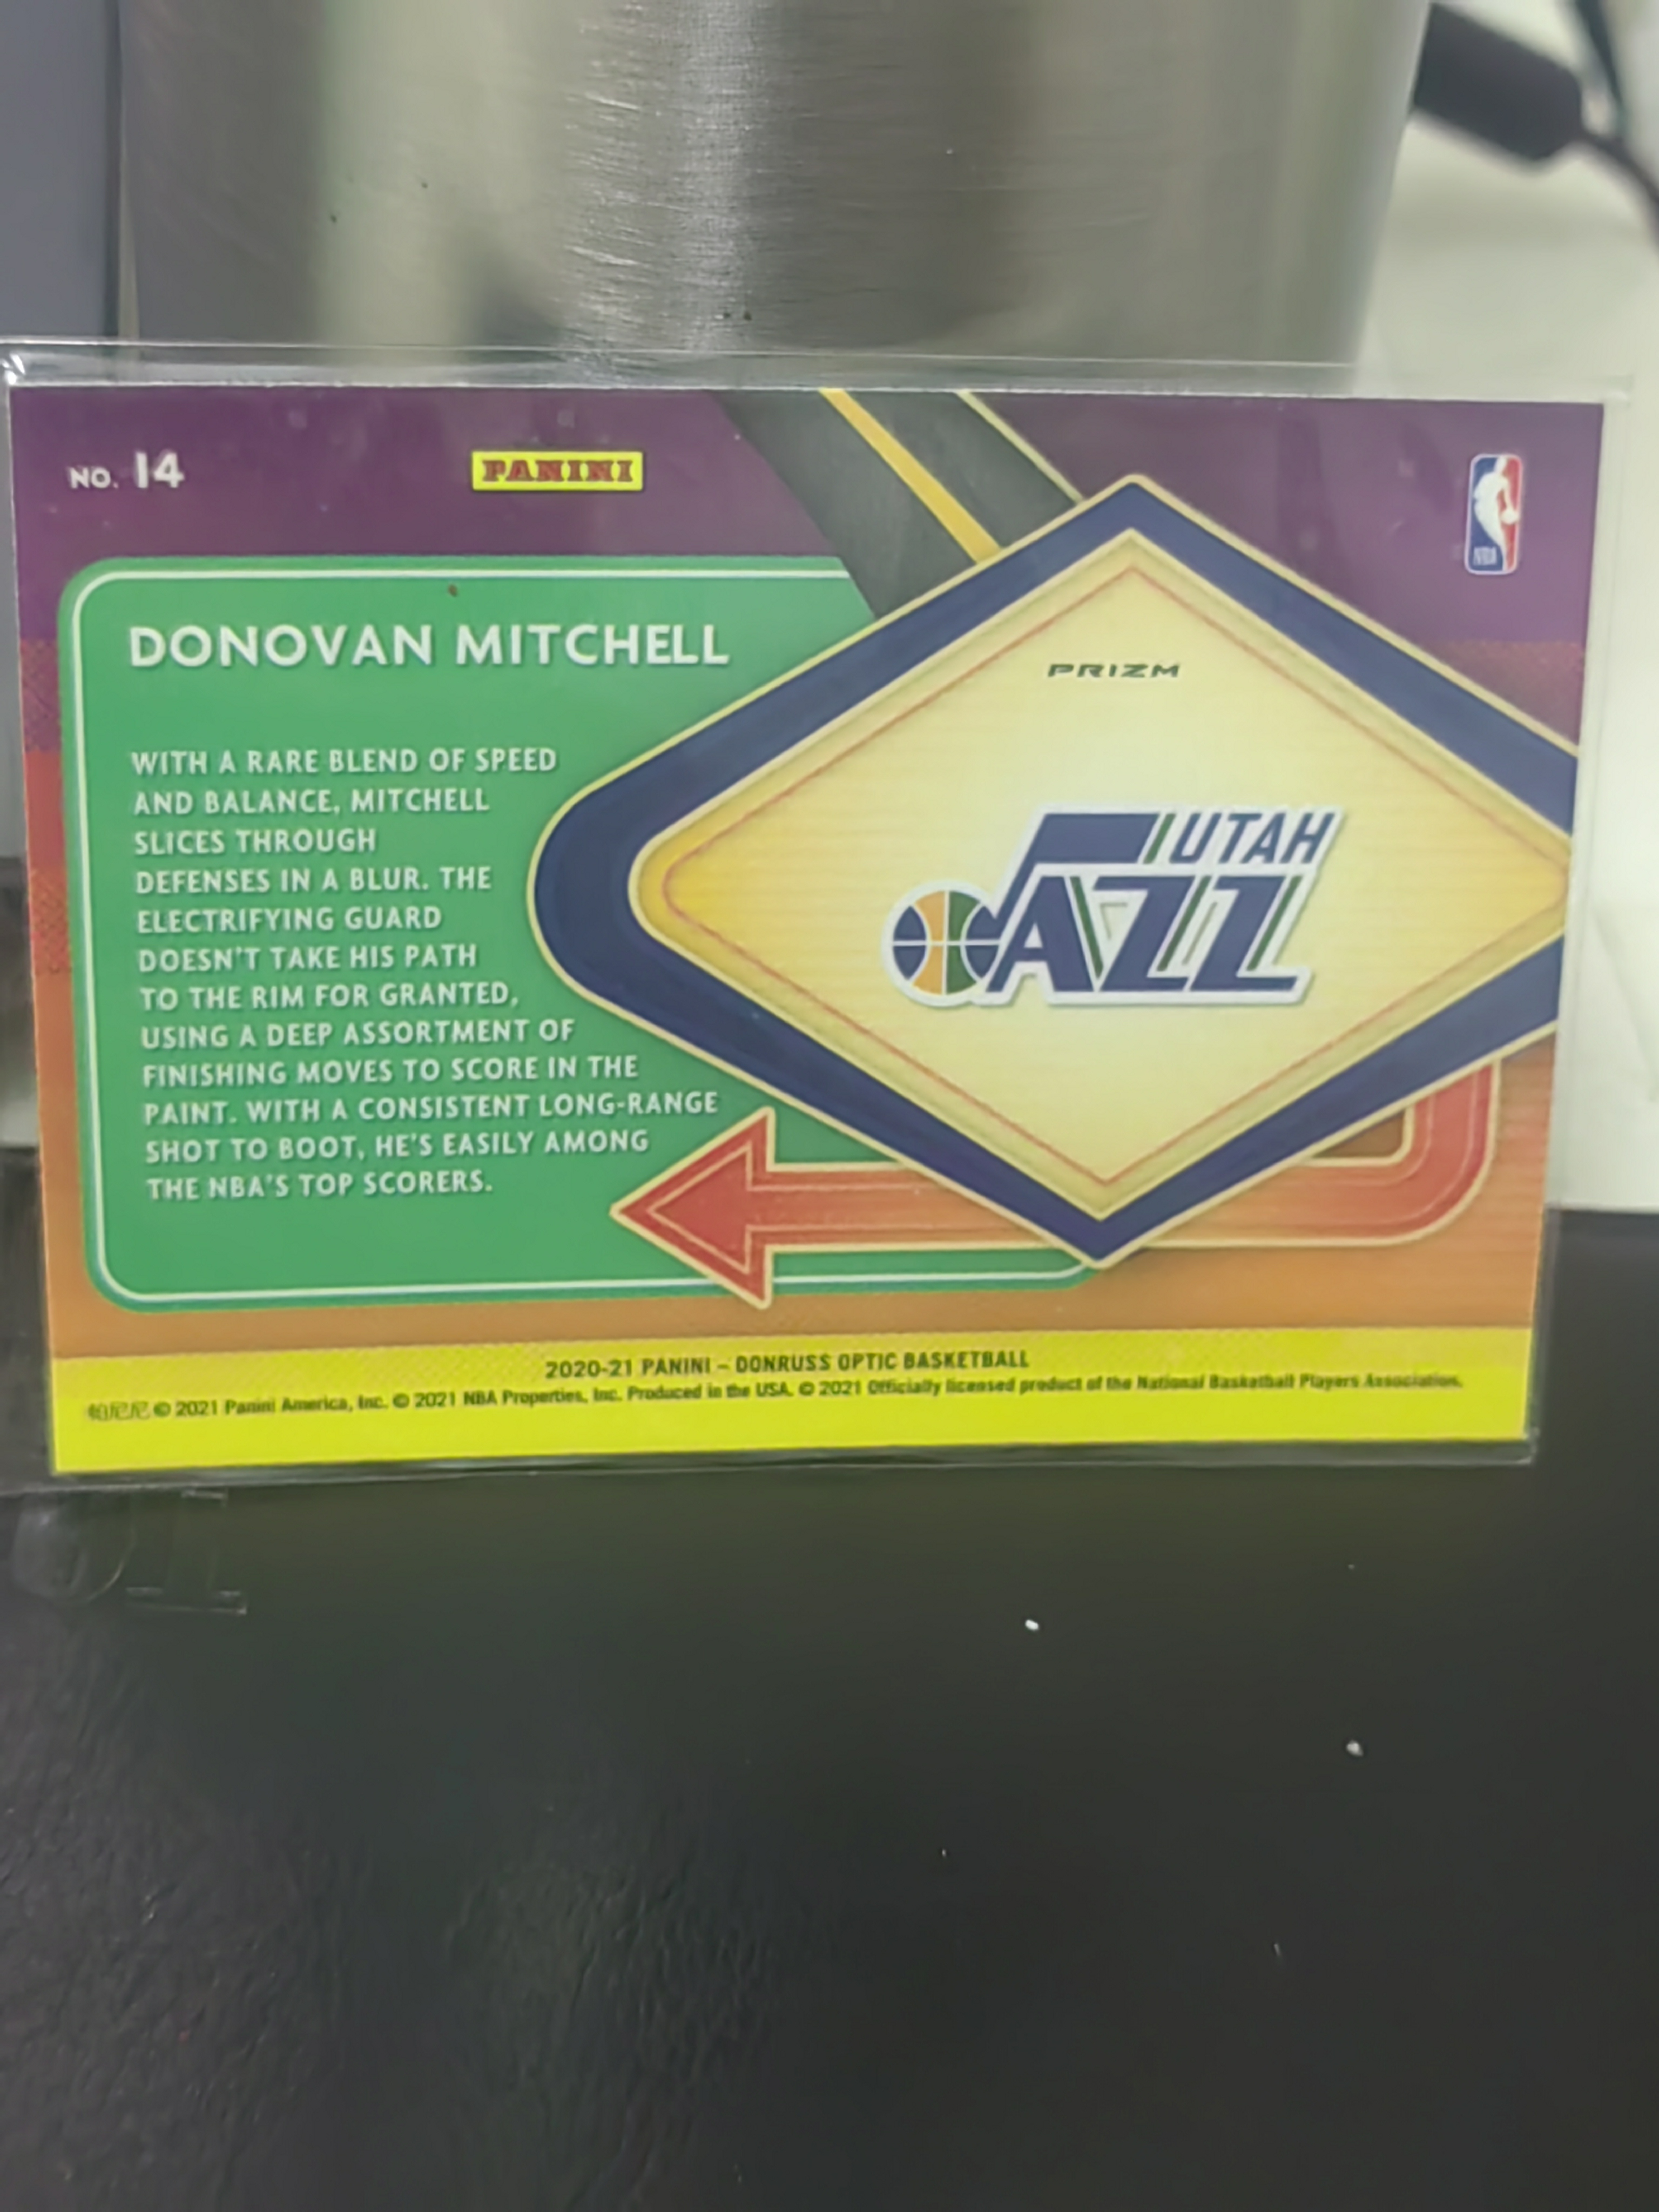 NO. 14
PANINI
NBA
DONOVAN MITCHELL
PRIZM
WITH A RARE BLEND OF SPEED
AND BALANCE, MITCHELL
SLICES THROUGH
DEFENSES IN A BLUR. THE
ELECTRIFYING GUARD
DOESN'T TAKE HIS PATH
TO THE RIM FOR GRANTED,
USING A DEEP ASSORTMENT OF
FINISHING MOVES TO SCORE IN THE
PAINT. WITH A CONSISTENT LONG-RANGE
SHOT TO BOOT, HE'S EASILY AMONG
THE NBA'S TOP SCORERS.
UTAH
JAZZ
2020-21 PANINI – DONRUSS OPTIC BASKETBALL
帕尼尼 © 2021 Panini America, Inc. © 2021 NBA Properties, Inc. Produced in the USA. © 2021 Officially licensed product of the National Basketball Players Association.